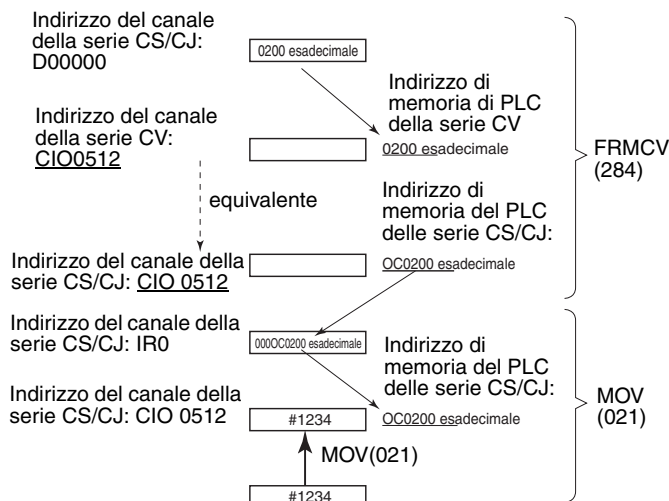 Indirizzo del canale
della serie CS/CJ:
D00000
0200 esadecimale
Indirizzo di
memoria di PLC
della serie CV
0200 esadecimale
Indirizzo del canale
della serie CV:
CIO0512
FRMCV
(284)
equivalente
Indirizzo di
memoria del PLC
delle serie CS/CJ:
Indirizzo del canale della
serie CS/CJ: CIO 0512
OC0200 esadecimale
Indirizzo del canale della
serie CS/CJ: IR0
000OC0200 esadecimale
Indirizzo di
memoria del PLC
delle serie CS/CJ:
OC0200 esadecimale
Indirizzo del canale della
serie CS/CJ: CIO 0512
#1234
MOV
(021)
MOV(021)
#1234